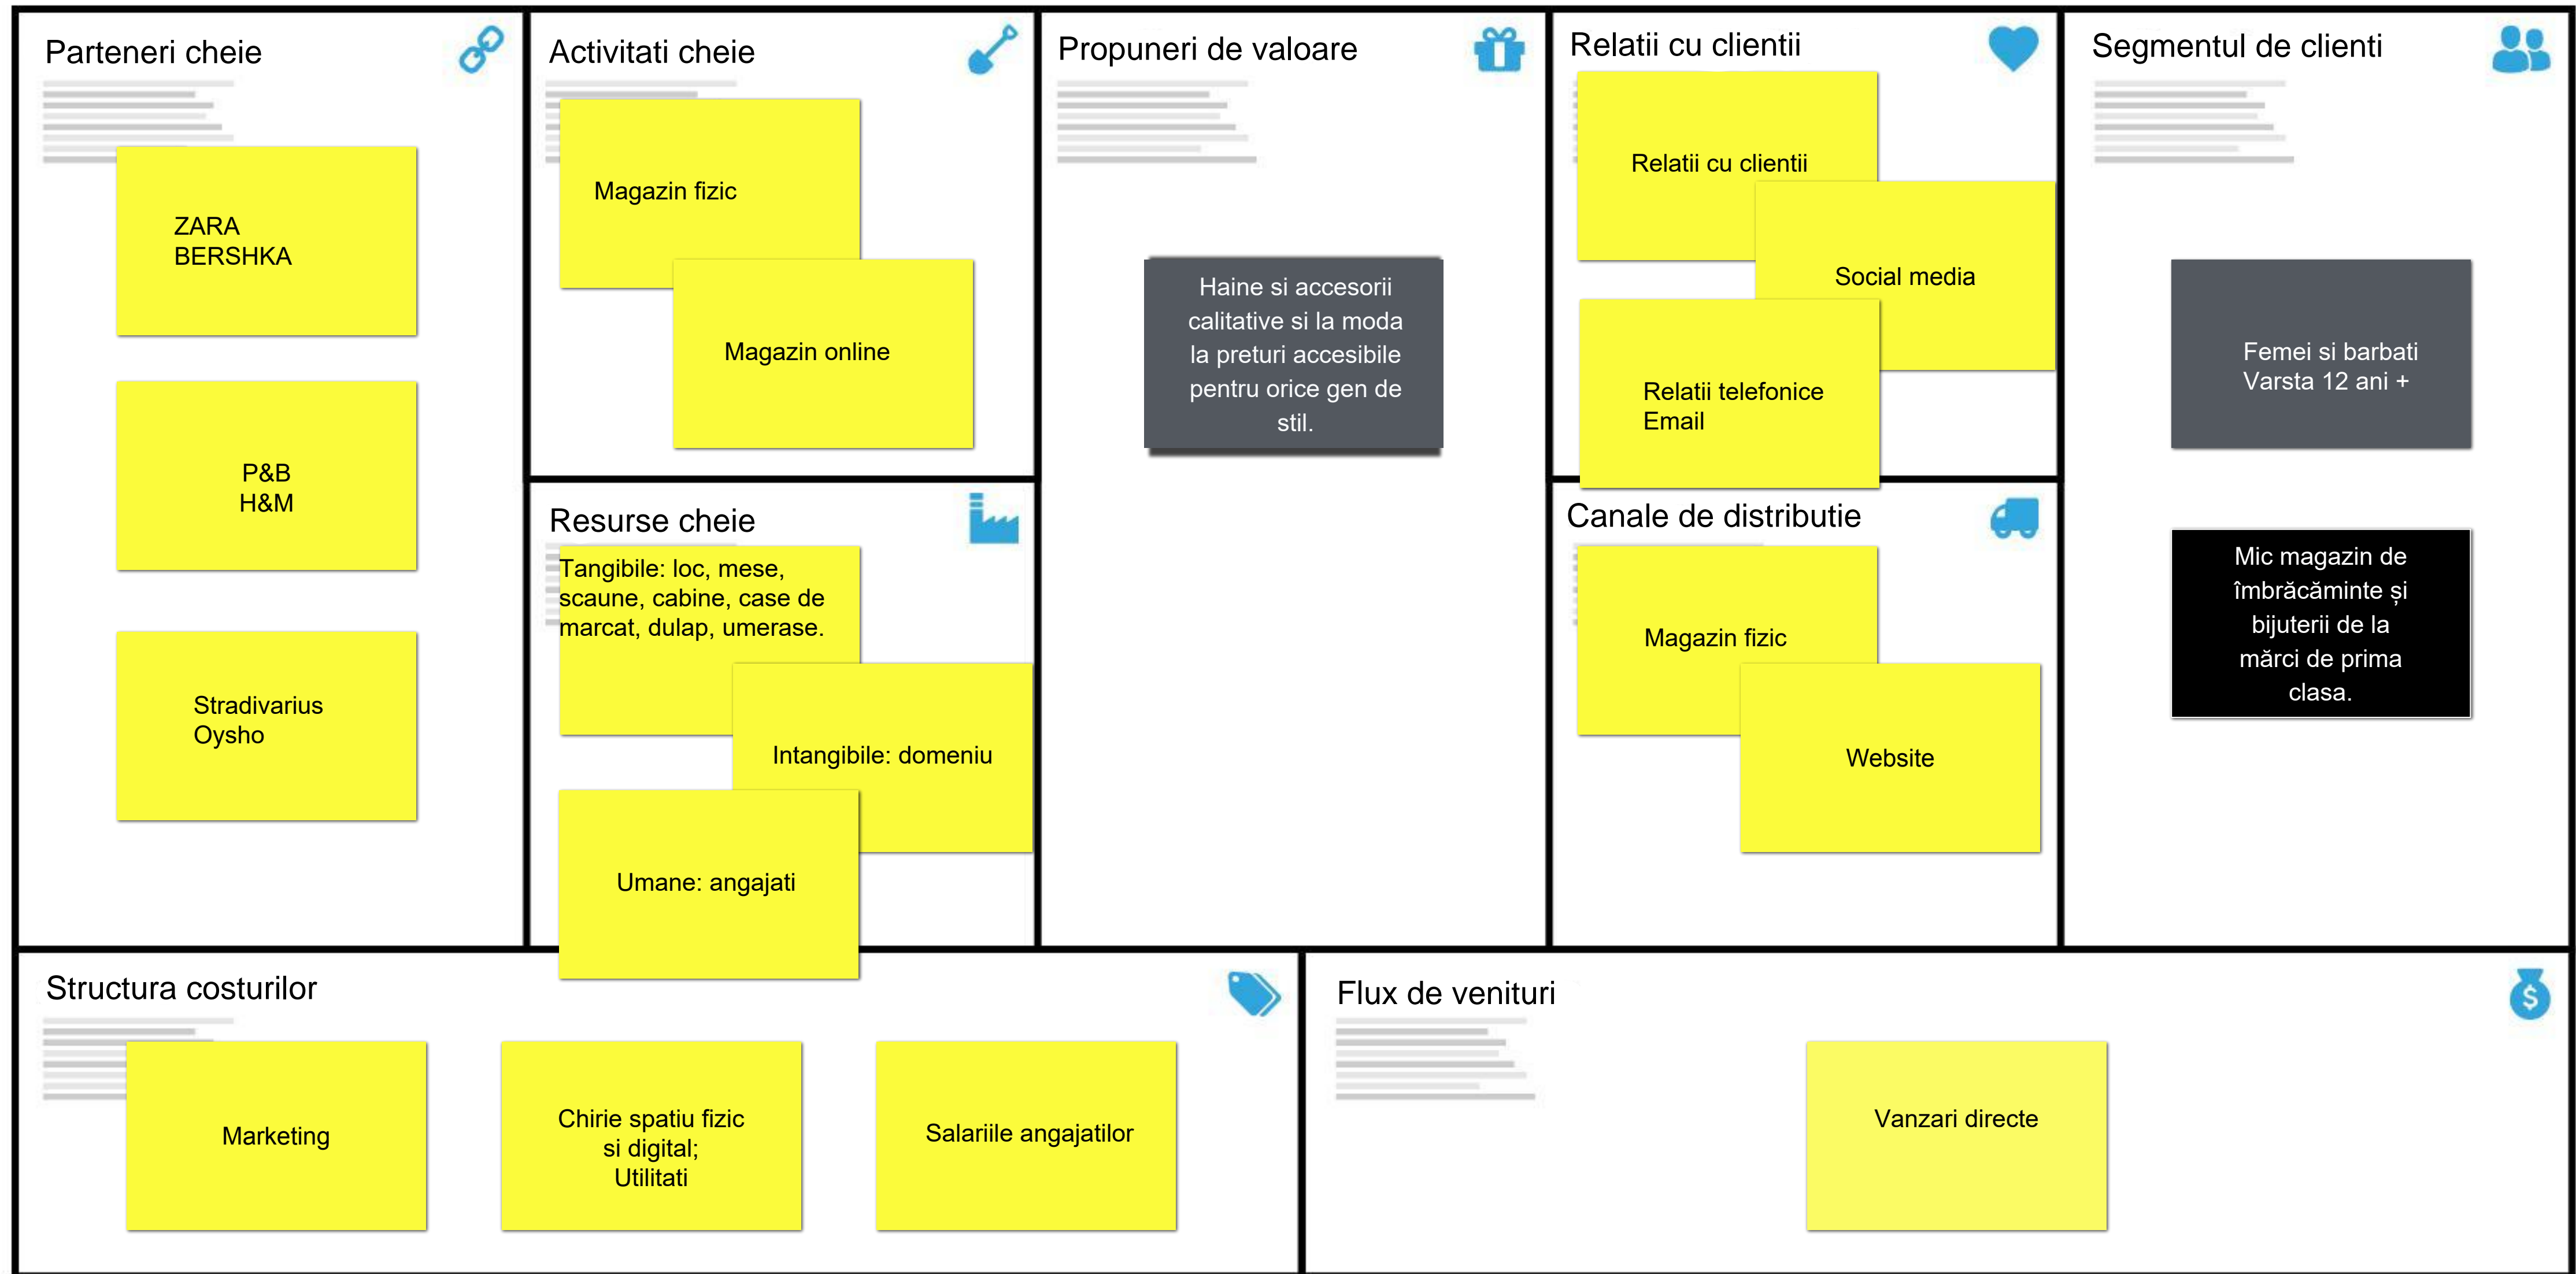 Parteneri cheie
ZARA
BERSHKA
P&B
H&M
Stradivarius
Oysho
Activitati cheie
Magazin fizic
Magazin online
Resurse cheie
Tangibile: loc, mese,
scaune, cabine, case de
marcat, dulap, umerase.
Intangibile: domeniu
Umane: angajati
Propuneri de valoare
Haine si accesorii
calitative si la moda
la preturi accesibile
pentru orice gen de
stil.
Relatii cu clientii
Relatii cu clientii
Social media
Relatii telefonice
Email
Canale de distributie
Magazin fizic
Website
Segmentul de clienti
Femei si barbati
Varsta 12 ani +
Mic magazin de
îmbrăcăminte și
bijuterii de la
mărci de prima
clasa.
Structura costurilor
Marketing
Chirie spatiu fizic
si digital;
Utilitati
Salariile angajatilor
Flux de venituri
$
Vanzari directe